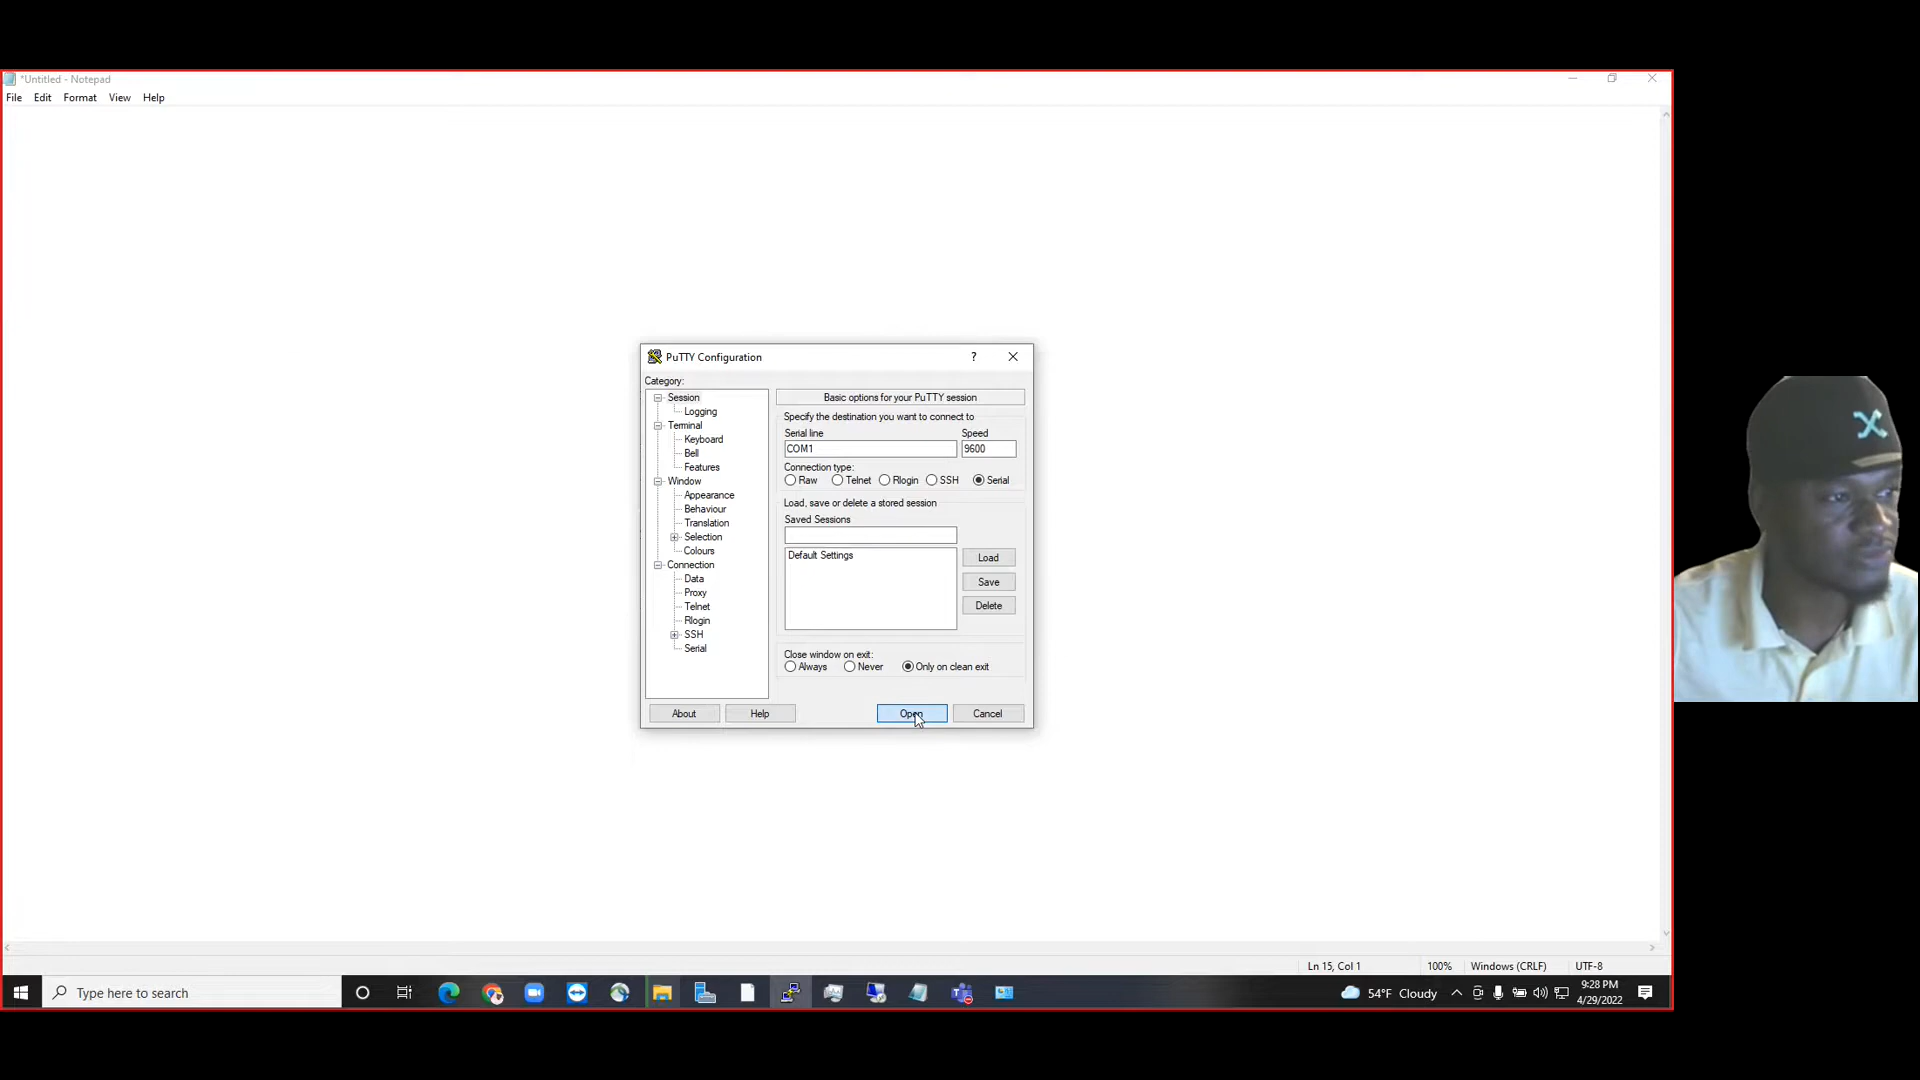 *Untitled - Notepad
File Edit Format View Help
PuTTY Configuration ?
Category:
Session
Logging
Terminal
Keyboard
Bell
Features
Window
Appearance
Behaviour
Translation
Selection
Colours
Connection
Data
Proxy
Telnet
Rlogin
SSH
Serial
Basic options for your PuTTY session
Specify the destination you want to connect to
Serial line Speed
COM1 9600
Connection type:
Raw Telnet Rlogin SSH Serial
Load, save or delete a stored session
Saved Sessions
Default Settings
Load
Save
Delete
Close window on exit:
Always Never Only on clean exit
About Help Open Cancel
Ln 15, Col 1 100% Windows (CRLF) UTF-8
Type here to search
54°F Cloudy
9:28 PM
4/29/2022